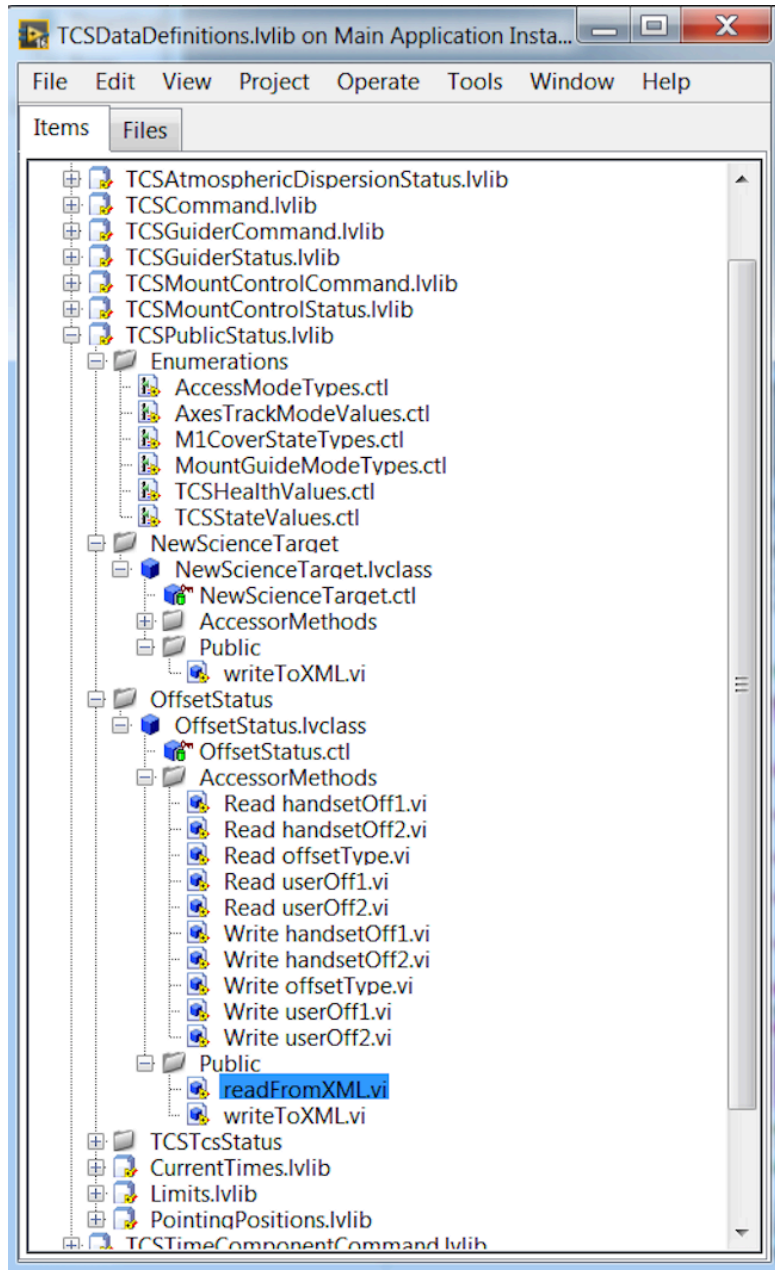 TCSDataDefinitions.lvlib on Main Application Insta...
File Edit View Project Operate Tools Window Help
Items Files
TCSAtmosphericDispersionStatus.lvlib
TCSCommand.lvlib
TCSGuiderCommand.lvlib
TCSGuiderStatus.lvlib
TCSMountControlCommand.lvlib
TCSMountControlStatus.lvlib
TCSPublicStatus.lvlib
Enumerations
AccessModeTypes.ctl
AxesTrackModeValues.ctl
M1CoverStateTypes.ctl
MountGuideModeTypes.ctl
TCSHealthValues.ctl
TCSStateValues.ctl
NewScienceTarget
NewScienceTarget.lvclass
NewScienceTarget.ctl
AccessorMethods
Public
writeToXML.vi
OffsetStatus
OffsetStatus.lvclass
OffsetStatus.ctl
AccessorMethods
Read handsetOff1.vi
Read handsetOff2.vi
Read offsetType.vi
Read userOff1.vi
Read userOff2.vi
Write handsetOff1.vi
Write handsetOff2.vi
Write offsetType.vi
Write userOff1.vi
Write userOff2.vi
Public
readFromXML.vi
writeToXML.vi
TCSTcsStatus
CurrentTimes.lvlib
Limits.lvlib
PointingPositions.lvlib
TCSTimeComponentCommand.lvlib